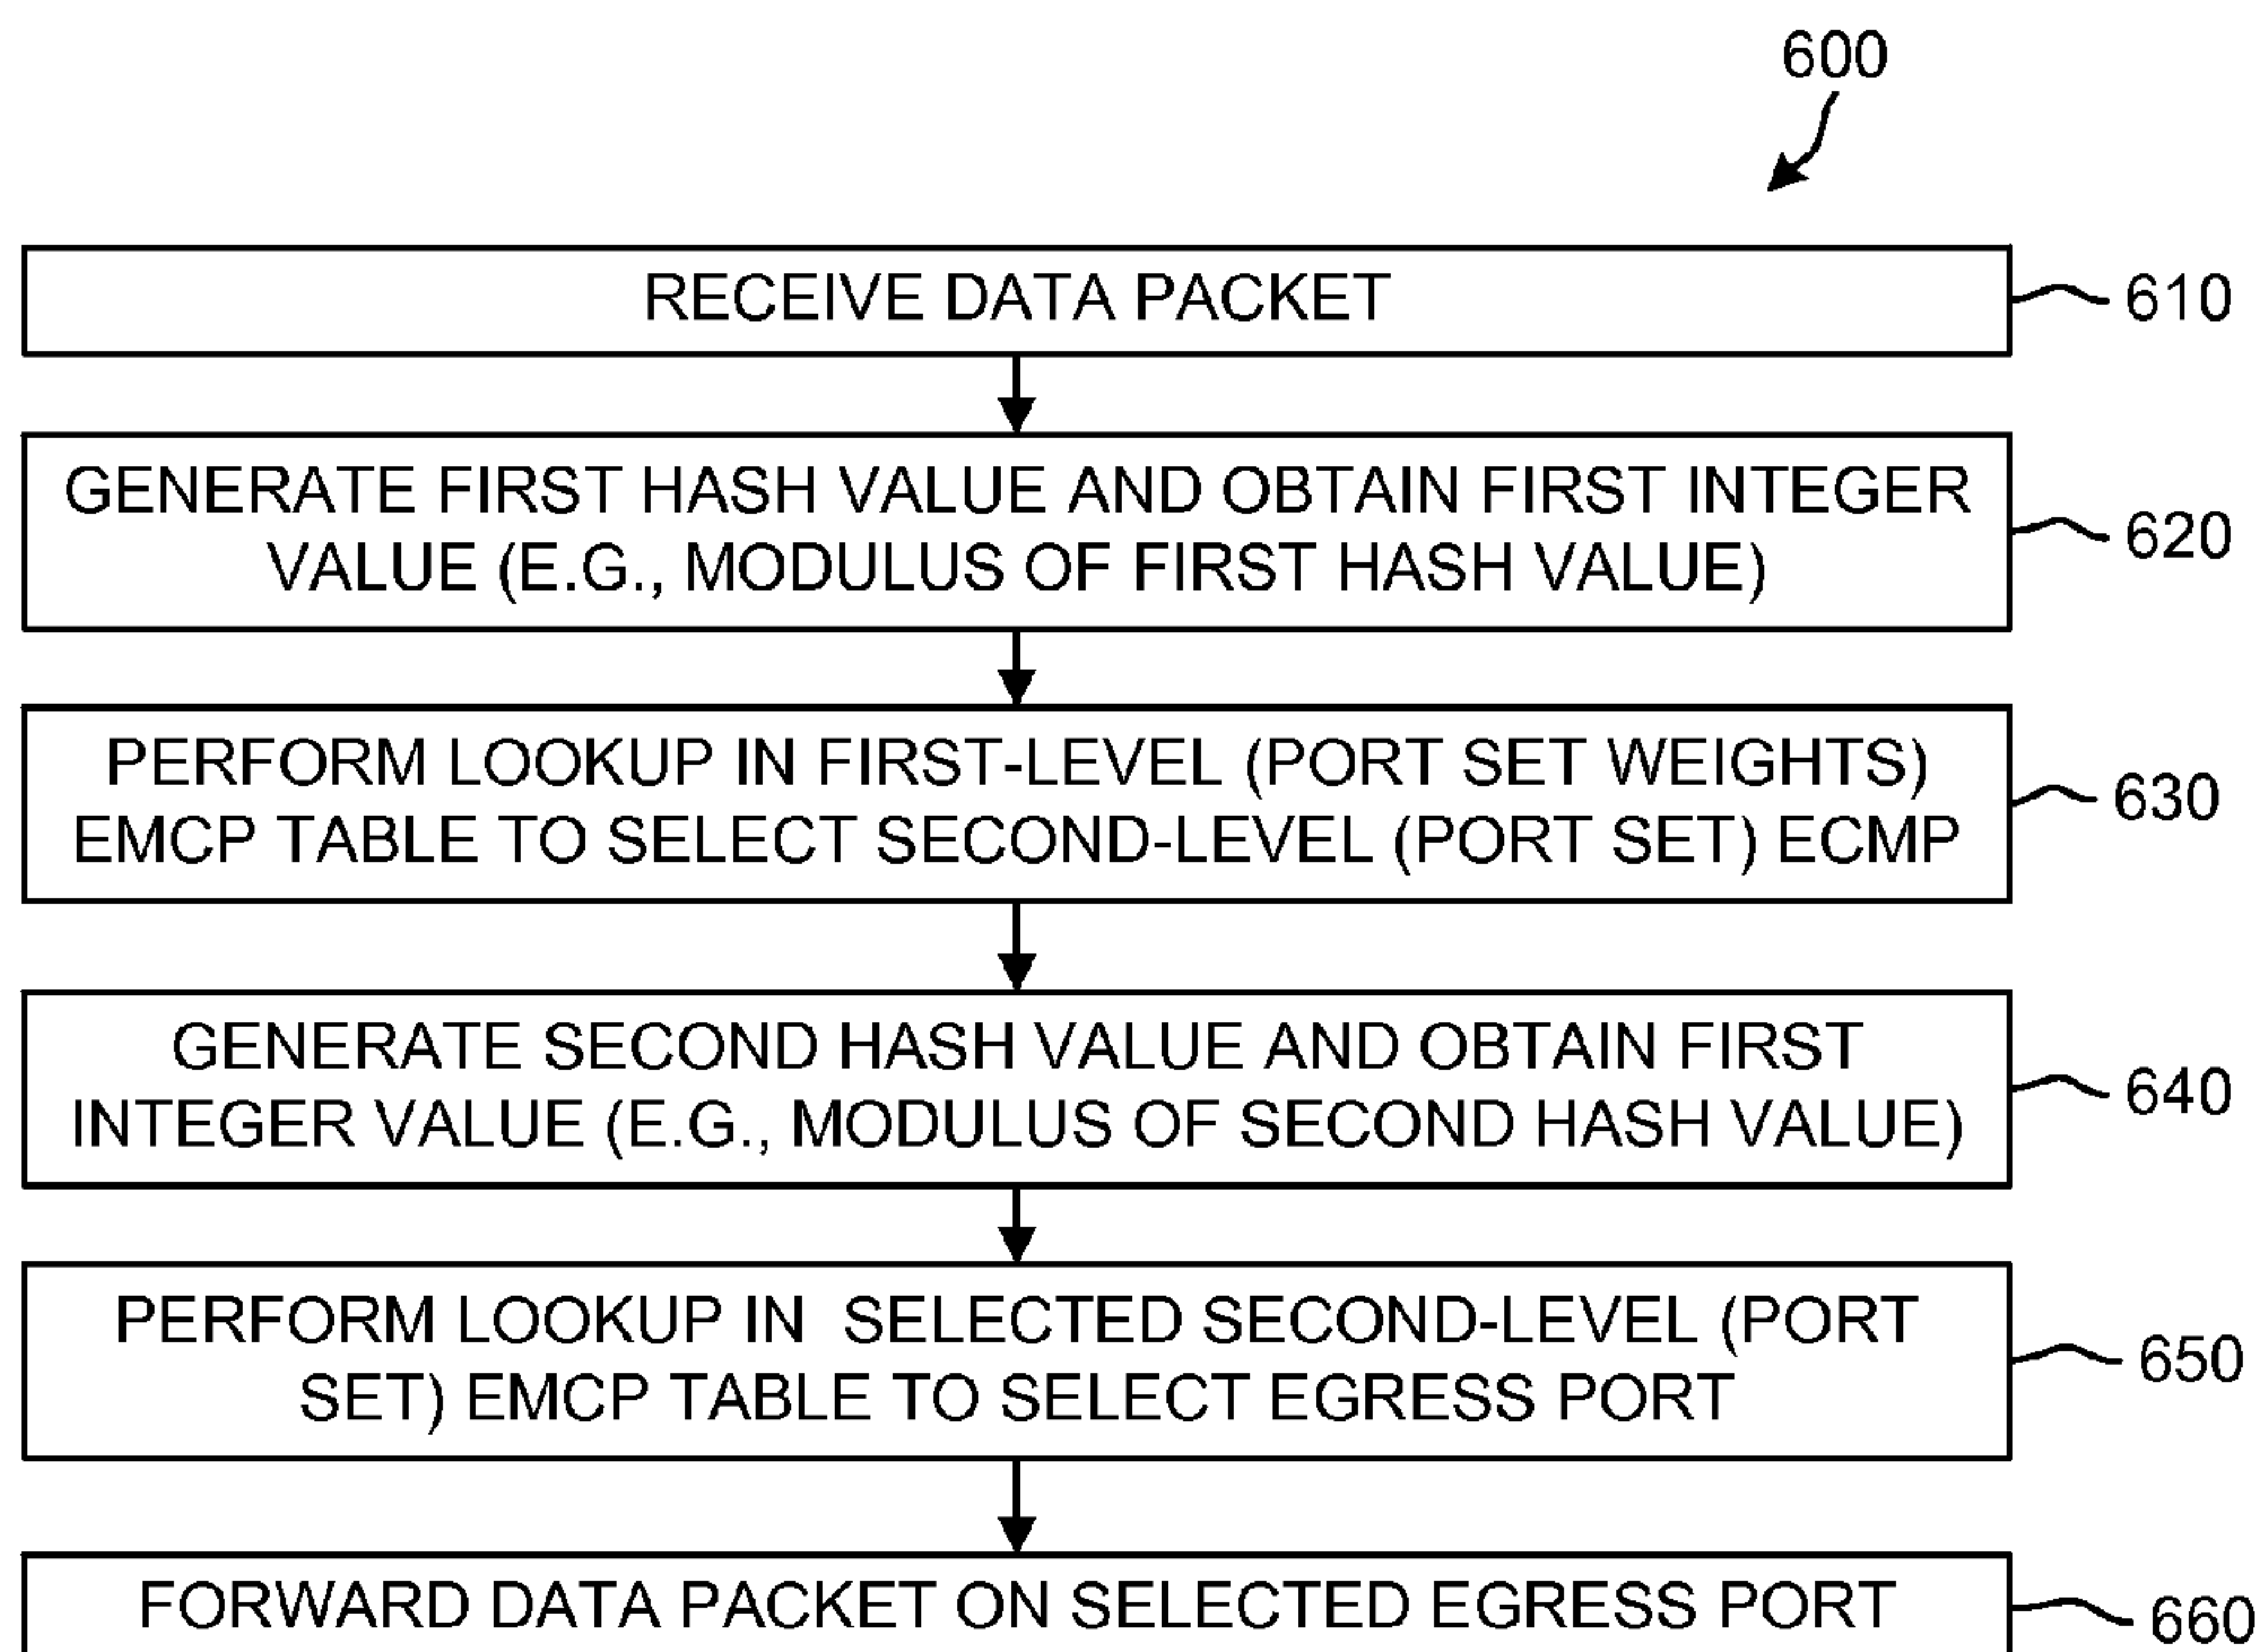 600
RECEIVE DATA PACKET
610
GENERATE FIRST HASH VALUE AND OBTAIN FIRST INTEGER
VALUE (E.G., MODULUS OF FIRST HASH VALUE)
620
PERFORM LOOKUP IN FIRST-LEVEL (PORT SET WEIGHTS)
EMCP TABLE TO SELECT SECOND-LEVEL (PORT SET) ECMP
630
GENERATE SECOND HASH VALUE AND OBTAIN FIRST
INTEGER VALUE (E.G., MODULUS OF SECOND HASH VALUE)
640
PERFORM LOOKUP IN SELECTED SECOND-LEVEL (PORT
SET) EMCP TABLE TO SELECT EGRESS PORT
650
FORWARD DATA PACKET ON SELECTED EGRESS PORT
660